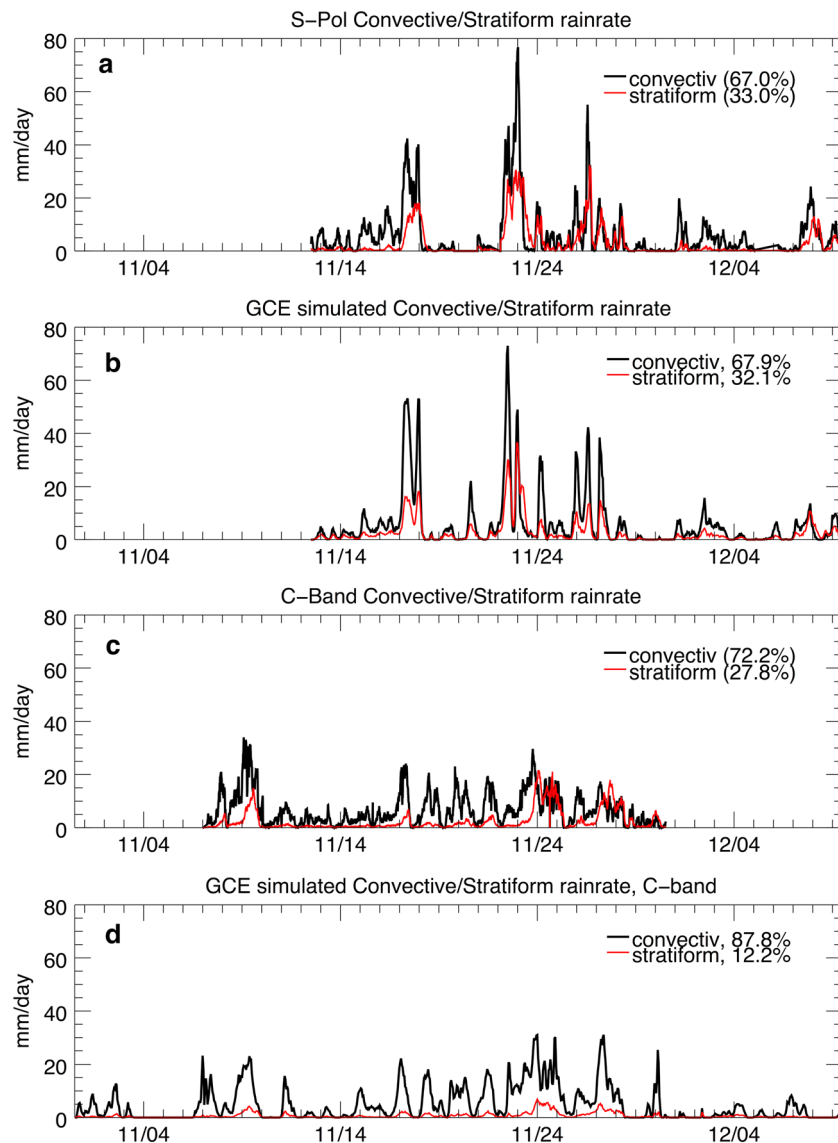 S−Pol Convective/Stratiform rainrate
a
convectiv (67.0%)
stratiform (33.0%)
mm/day
80
60
40
20
0
11/04 11/14 11/24 12/04
GCE simulated Convective/Stratiform rainrate
b
convectiv, 67.9%
stratiform, 32.1%
mm/day
80
60
40
20
0
11/04 11/14 11/24 12/04
C−Band Convective/Stratiform rainrate
c
convectiv (72.2%)
stratiform (27.8%)
mm/day
80
60
40
20
0
11/04 11/14 11/24 12/04
GCE simulated Convective/Stratiform rainrate, C−band
d
convectiv, 87.8%
stratiform, 12.2%
mm/day
80
60
40
20
0
11/04 11/14 11/24 12/04